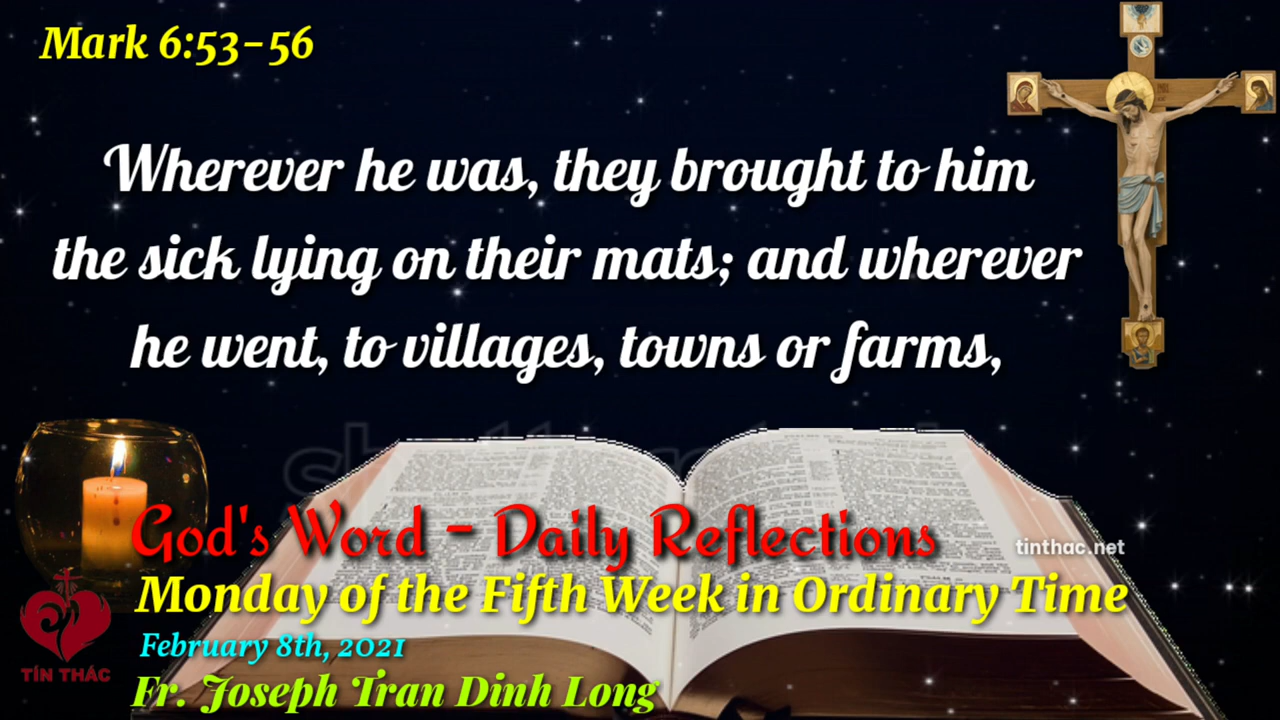 Mark 6:53-56
Wherever he was, they brought to him
the sick lying on their mats; and wherever
he went, to villages, towns or farms,
God's Word - Daily Reflections
tinthac.net
Monday of the Fifth Week in Ordinary Time
February 8th, 2021
TÍN THÁC
Fr. Joseph Tran Dinh Long